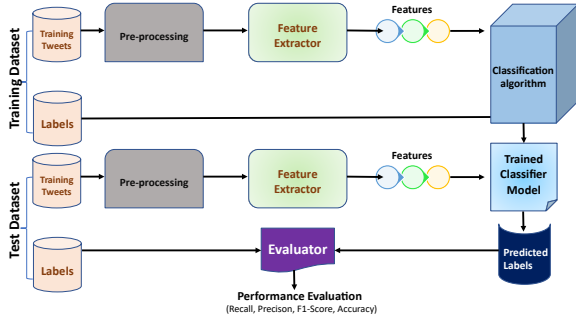 Training Dataset
Training
Tweets
Pre-processing
Feature
Extractor
Features
Classification
algorithm
Labels
Test Dataset
Training
Tweets
Pre-processing
Feature
Extractor
Features
Trained
Classifier
Model
Labels
Evaluator
Predicted
Labels
Performance Evaluation
(Recall, Precison, F1-Score, Accuracy)